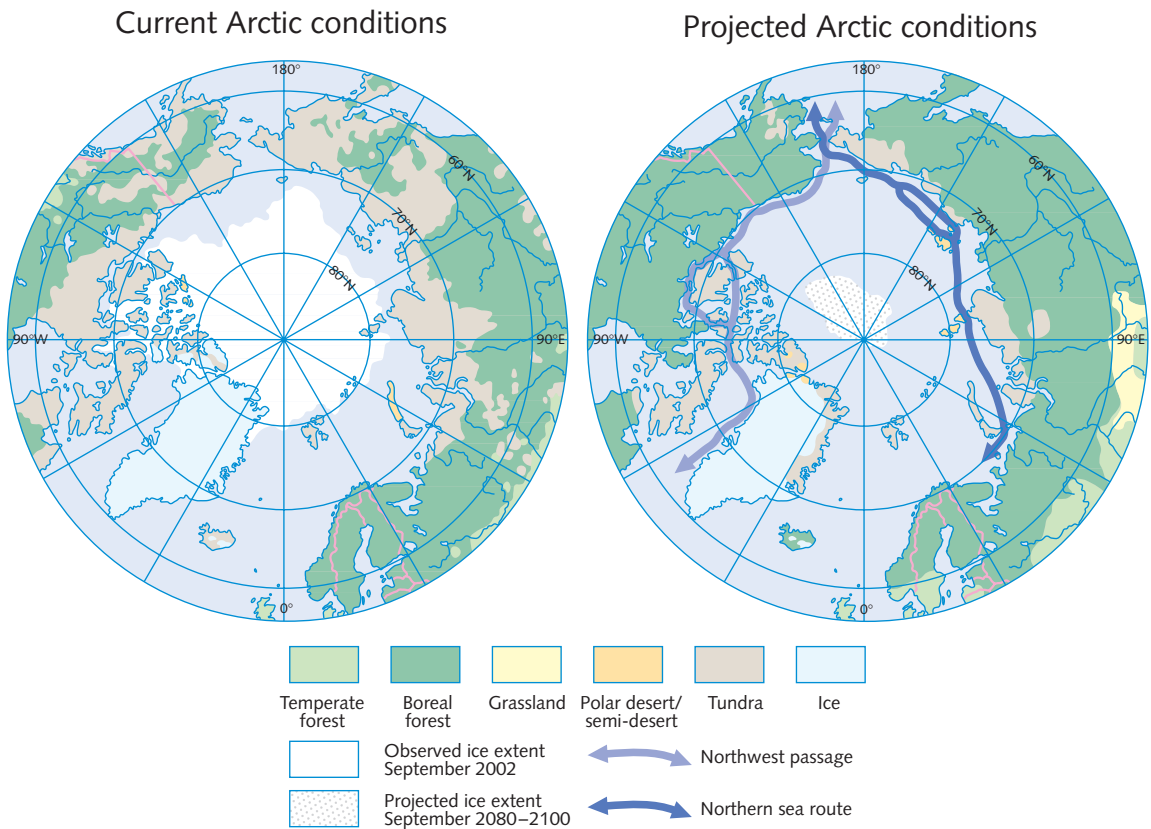 Current Arctic conditions
Projected Arctic conditions
180°
60°N
70°N
80°N
90°W
90°E
0°
180°
60°N
70°N
80°N
90°W
90°E
0°
Temperate
forest
Boreal
forest
Grassland
Polar desert/
semi-desert
Tundra
Ice
Observed ice extent
September 2002
Northwest passage
Projected ice extent
September 2080–2100
Northern sea route